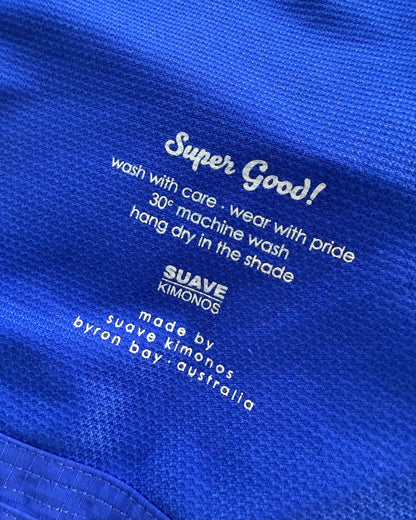 Super Good!
wash with care · wear with pride
30° machine wash
hang dry in the shade
SUAVE
KIMONOS
made by
suave kimonos
byron bay · australia